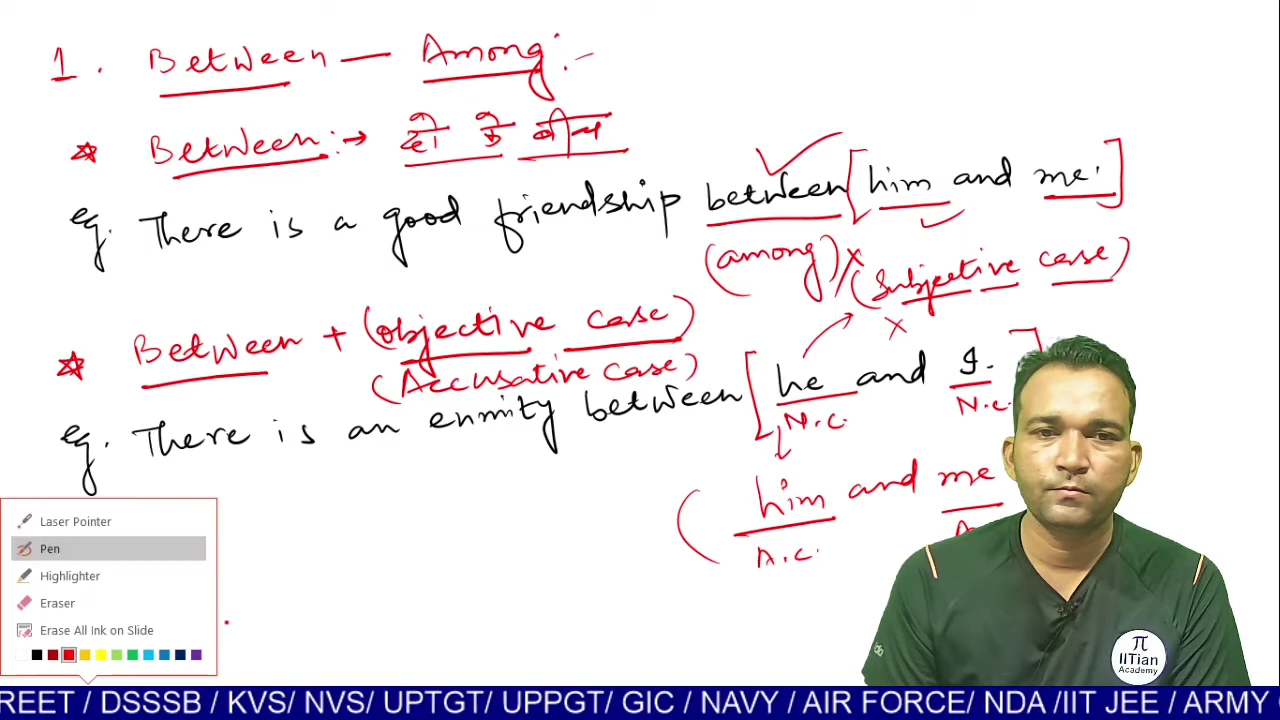 1. Between — Among :-
* Between :→ दो के बीच
eg. There is a good friendship between [him and me.]
(among) x
(Subjective case)
x
* Between + (objective case)
(Accusative case)
eg. There is an enmity between [he and I.]
N.C. N.C.
(him and me
A.C. A.
Laser Pointer
Pen
Highlighter
Eraser
Erase All Ink on Slide
π
IITian
Academy
REET / DSSSB / KVS/ NVS/ UPTGT/ UPPGT/ GIC / NAVY / AIR FORCE/ NDA /IIT JEE / ARMY